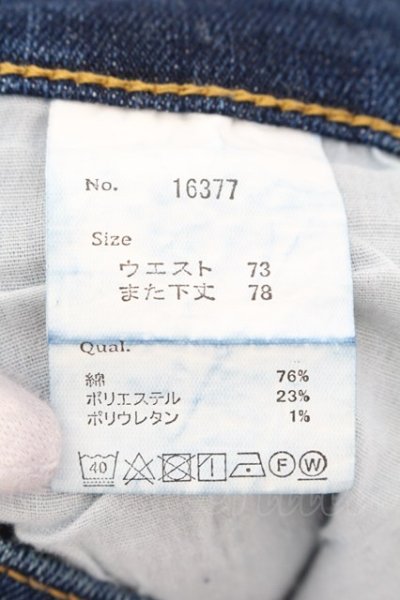 No. 16377
Size
ウエスト 73
また下丈 78
Qual.
綿 76%
ポリエステル 23%
ポリウレタン 1%
40 F W